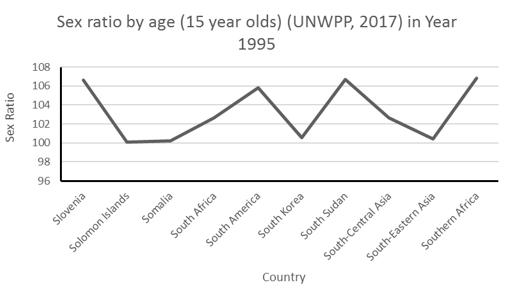 Sex ratio by age (15 year olds) (UNWPP, 2017) in Year
1995
108
106
104
102
100
98
96
Sex Ratio
Slovenia
Solomon Islands
Somalia
South Africa
South America
South Korea
South Sudan
South-Central Asia
South-Eastern Asia
Southern Africa
Country